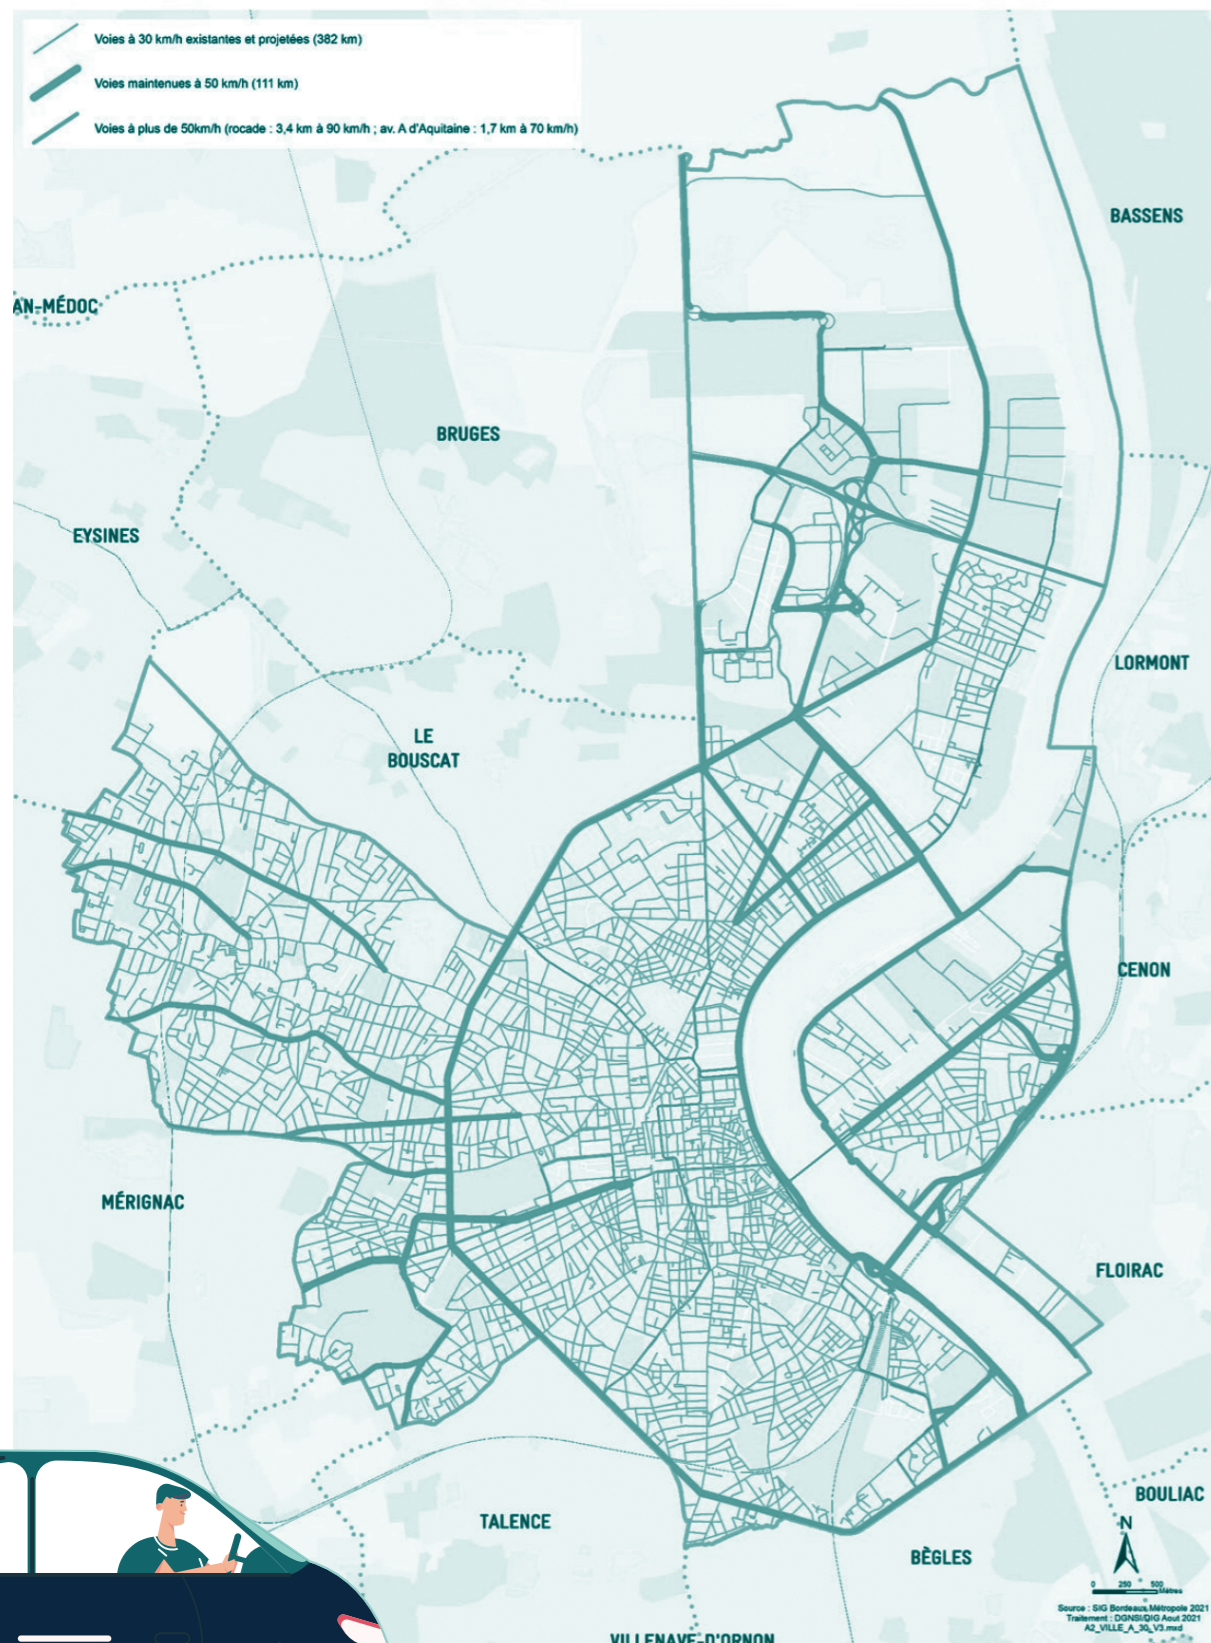 Voies à 30 km/h existantes et projetées (382 km)
Voies maintenues à 50 km/h (111 km)
Voies à plus de 50km/h (rocade : 3,4 km à 90 km/h ; av. A d'Aquitaine : 1,7 km à 70 km/h)
BASSENS
AN-MÉDOC
BRUGES
EYSINES
LORMONT
LE
BOUSCAT
CENON
MÉRIGNAC
FLOIRAC
BOULIAC
TALENCE
N
BÈGLES
0 250 500
Mètres
Source : SIG Bordeaux Métropole 2021
Traitement : DGNSI/DIG Aout 2021
A2_VILLE_A_30_V3.mxd
VILLENAVE-D'ORNON